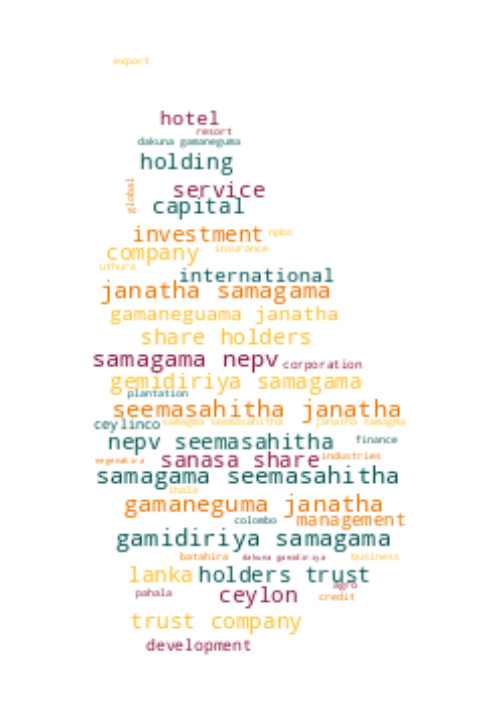 export
hotel
resort
dakuna gamaneguma
holding
global
service
capital
investment npbs
company insurance
uthura
international
janatha samagama
gamaneguama janatha
share holders
samagama nepv corporation
gemidiriya samagama
plantation
seemasahitha janatha
ceylinco samagma seemasahitha janatha samagma
nepv seemasahitha finance
sanasa share industries
samagama seemasahitha
ihala
gamaneguma janatha
colombo management
gamidiriya samagama
batahira dakuna gamidiriya business
lanka holders trust
agro
pahala ceylon credit
trust company
development